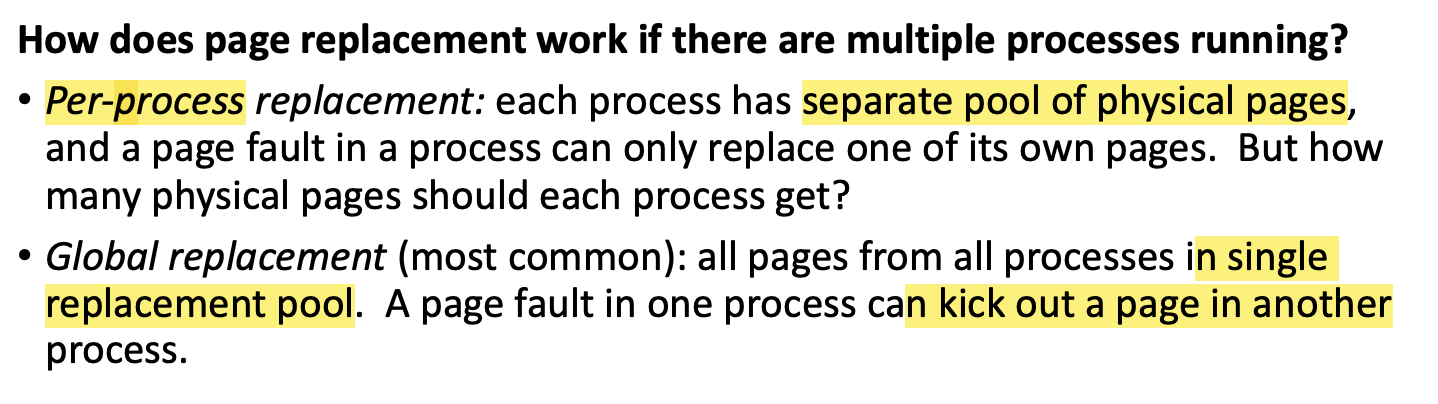 How does page replacement work if there are multiple processes running?
• Per-process replacement: each process has separate pool of physical pages,
and a page fault in a process can only replace one of its own pages.  But how
many physical pages should each process get?
• Global replacement (most common): all pages from all processes in single
replacement pool.  A page fault in one process can kick out a page in another
process.